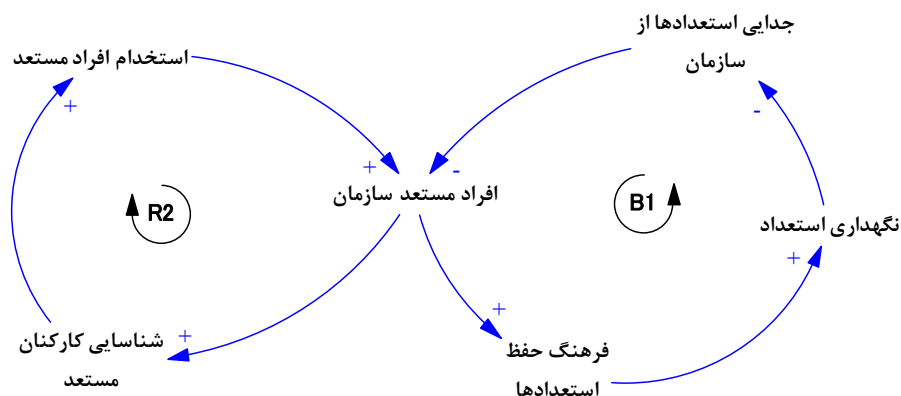 جدایی استعدادها از
سازمان
استخدام افراد مستعد
+
-
+
-
افراد مستعد سازمان
R2
B1
نگهداری استعداد
+
+
+
شناسایی کارکنان
مستعد
فرهنگ حفظ
استعدادها